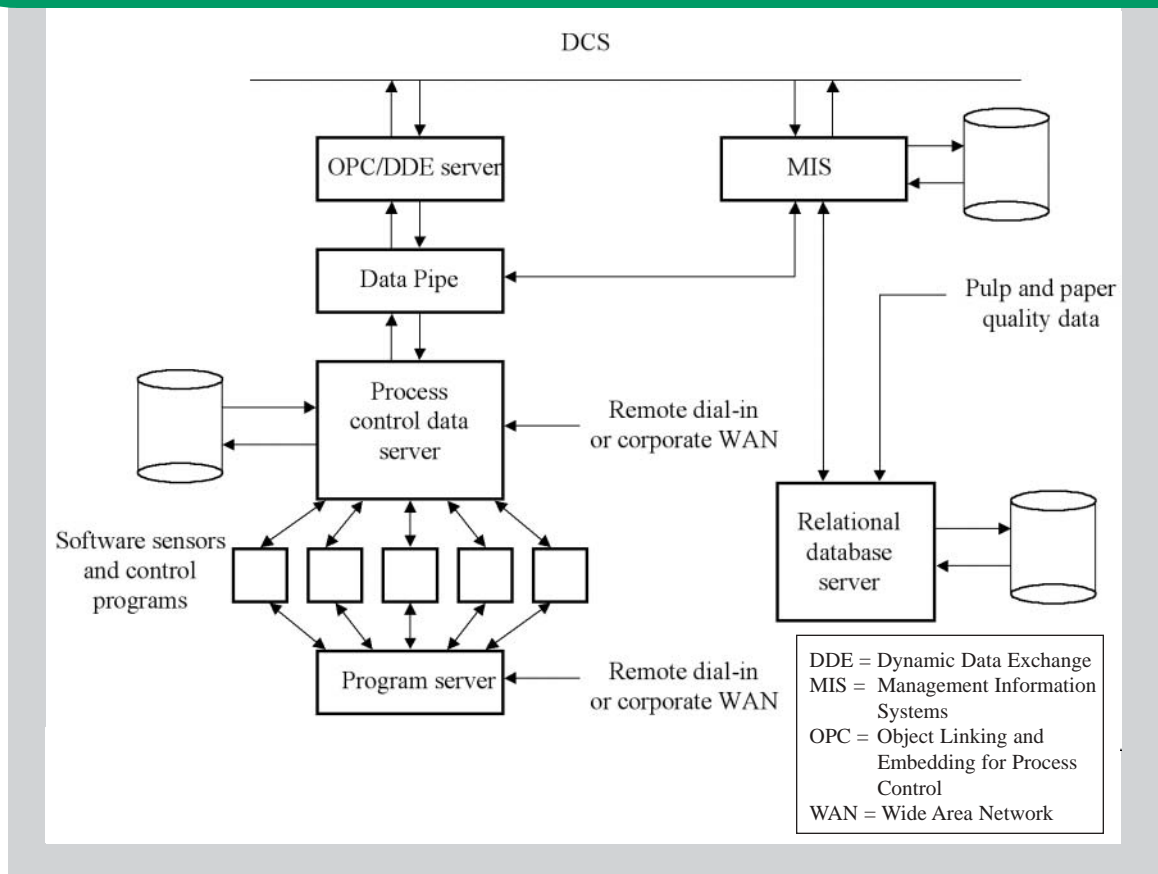 DCS
OPC/DDE server
MIS
Data Pipe
Pulp and paper
quality data
Process
control data
server
Remote dial-in
or corporate WAN
Relational
database
server
Software sensors
and control
programs
Program server
Remote dial-in
or corporate WAN
DDE = Dynamic Data Exchange
MIS = Management Information
Systems
OPC = Object Linking and
Embedding for Process
Control
WAN = Wide Area Network